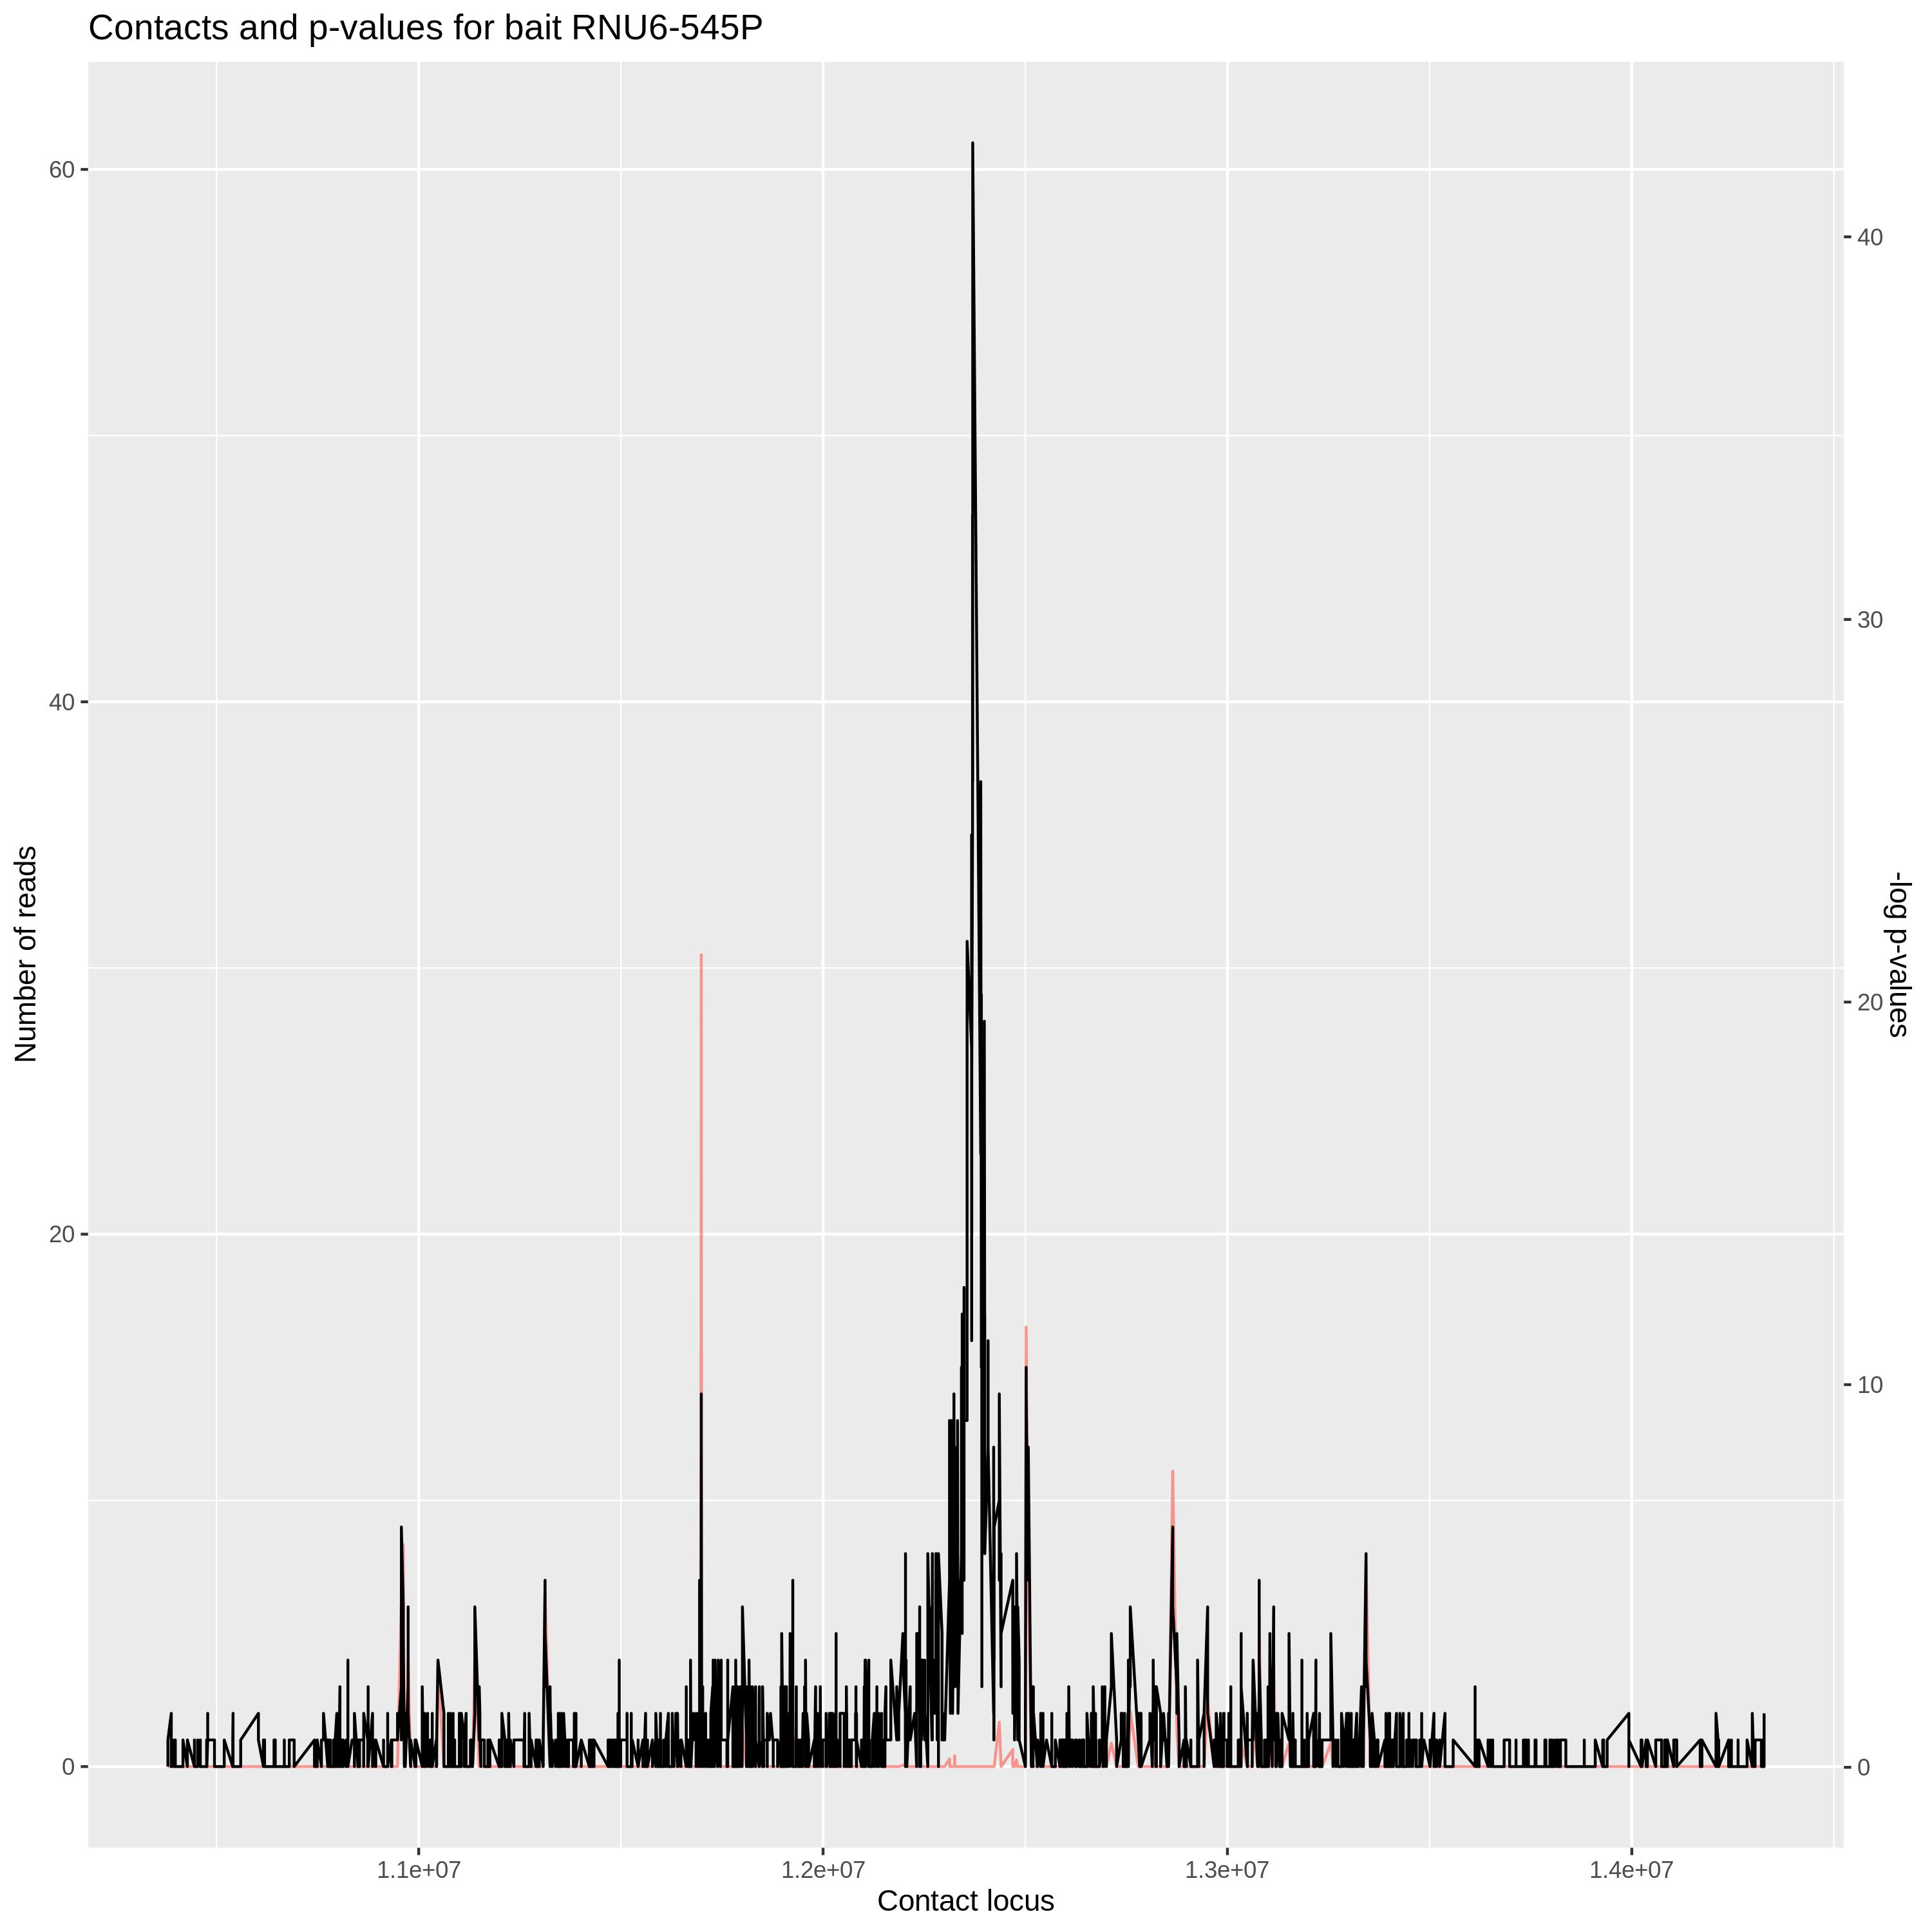 Contacts and p-values for bait RNU6-545P
60
40
20
0
Number of reads
40
30
20
10
0
-log p-values
1.1e+07
1.2e+07
1.3e+07
1.4e+07
Contact locus